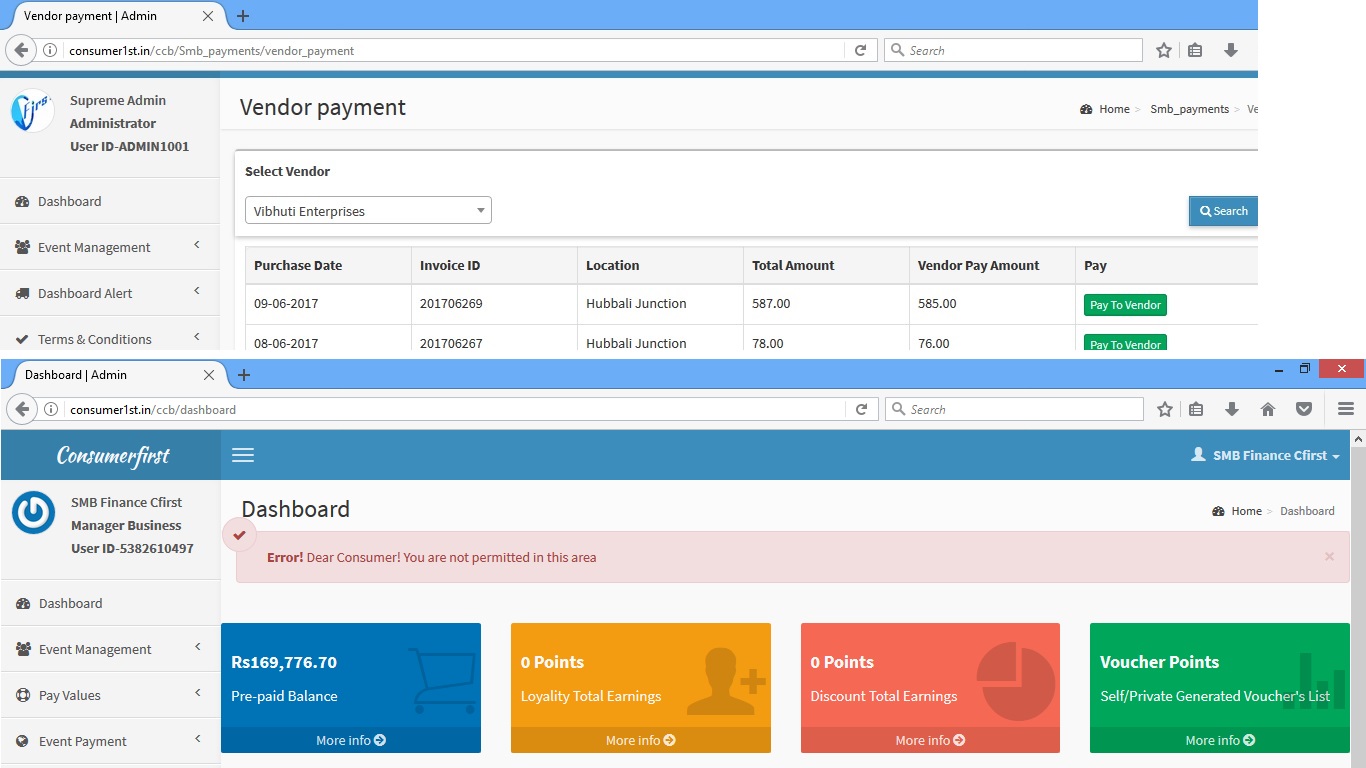 Vendor payment | Admin
consumer1st.in/ccb/Smb_payments/vendor_payment
Search
Supreme Admin
Administrator
User ID-ADMIN1001
Vendor payment
Home > Smb_payments > Ve
Select Vendor
Vibhuti Enterprises
Search
Dashboard
Event Management
Dashboard Alert
Terms & Conditions
Purchase Date Invoice ID Location Total Amount Vendor Pay Amount Pay
09-06-2017 201706269 Hubbali Junction 587.00 585.00 Pay To Vendor
08-06-2017 201706267 Hubbali Junction 78.00 76.00 Pay To Vendor
Dashboard | Admin
consumer1st.in/ccb/dashboard
Search
Consumerfirst
SMB Finance Cfirst
SMB Finance Cfirst
Manager Business
User ID-5382610497
Dashboard
Home > Dashboard
Error! Dear Consumer! You are not permitted in this area
Dashboard
Event Management
Pay Values
Event Payment
Rs169,776.70
Pre-paid Balance
More info
0 Points
Loyality Total Earnings
More info
0 Points
Discount Total Earnings
More info
Voucher Points
Self/Private Generated Voucher's List
More info